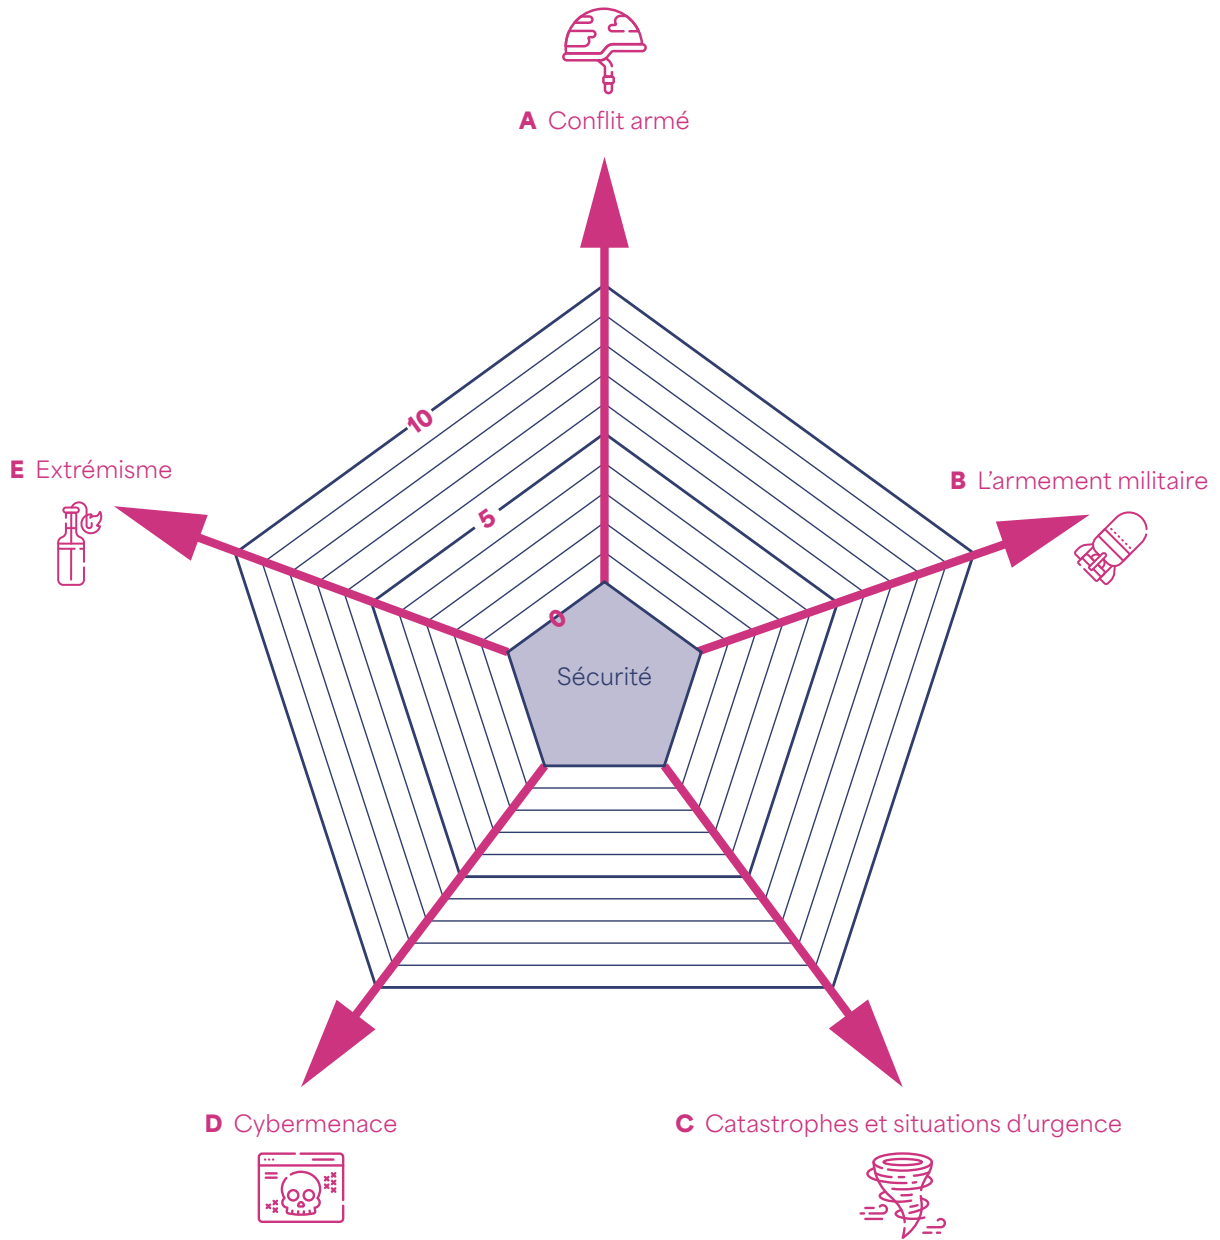 A Conflit armé
10
E Extrémisme
B L’armement militaire
5
0
Sécurité
D Cybermenace
C Catastrophes et situations d’urgence